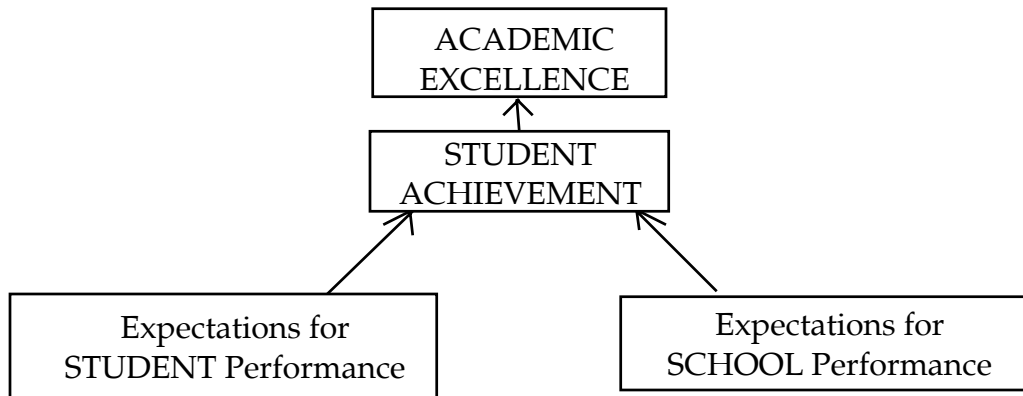 ACADEMIC
EXCELLENCE
STUDENT
ACHIEVEMENT
Expectations for
STUDENT Performance
Expectations for
SCHOOL Performance